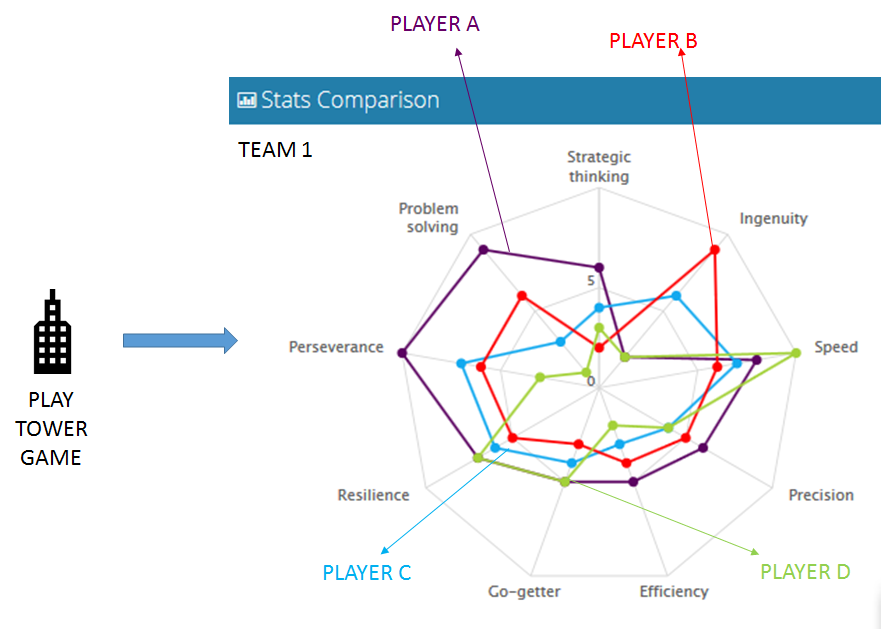 PLAYER A
PLAYER B
Stats Comparison
TEAM 1
Strategic
thinking
Problem
solving
Ingenuity
5
Perseverance
Speed
0
PLAY
TOWER
GAME
Resilience
Precision
PLAYER C
PLAYER D
Go-getter
Efficiency